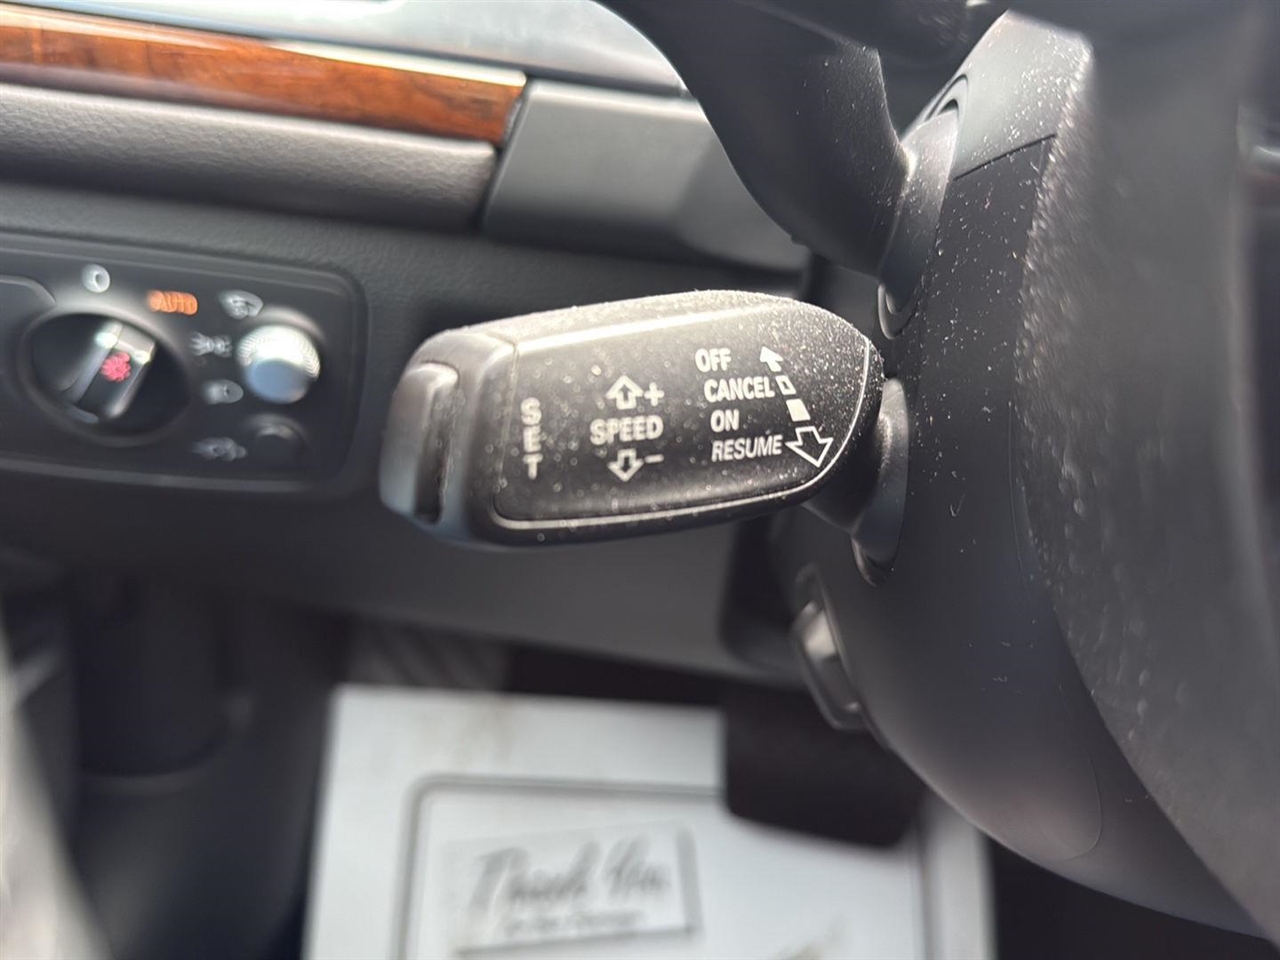 AUTO
SET
+
SPEED
-
OFF
CANCEL
ON
RESUME
Thank You